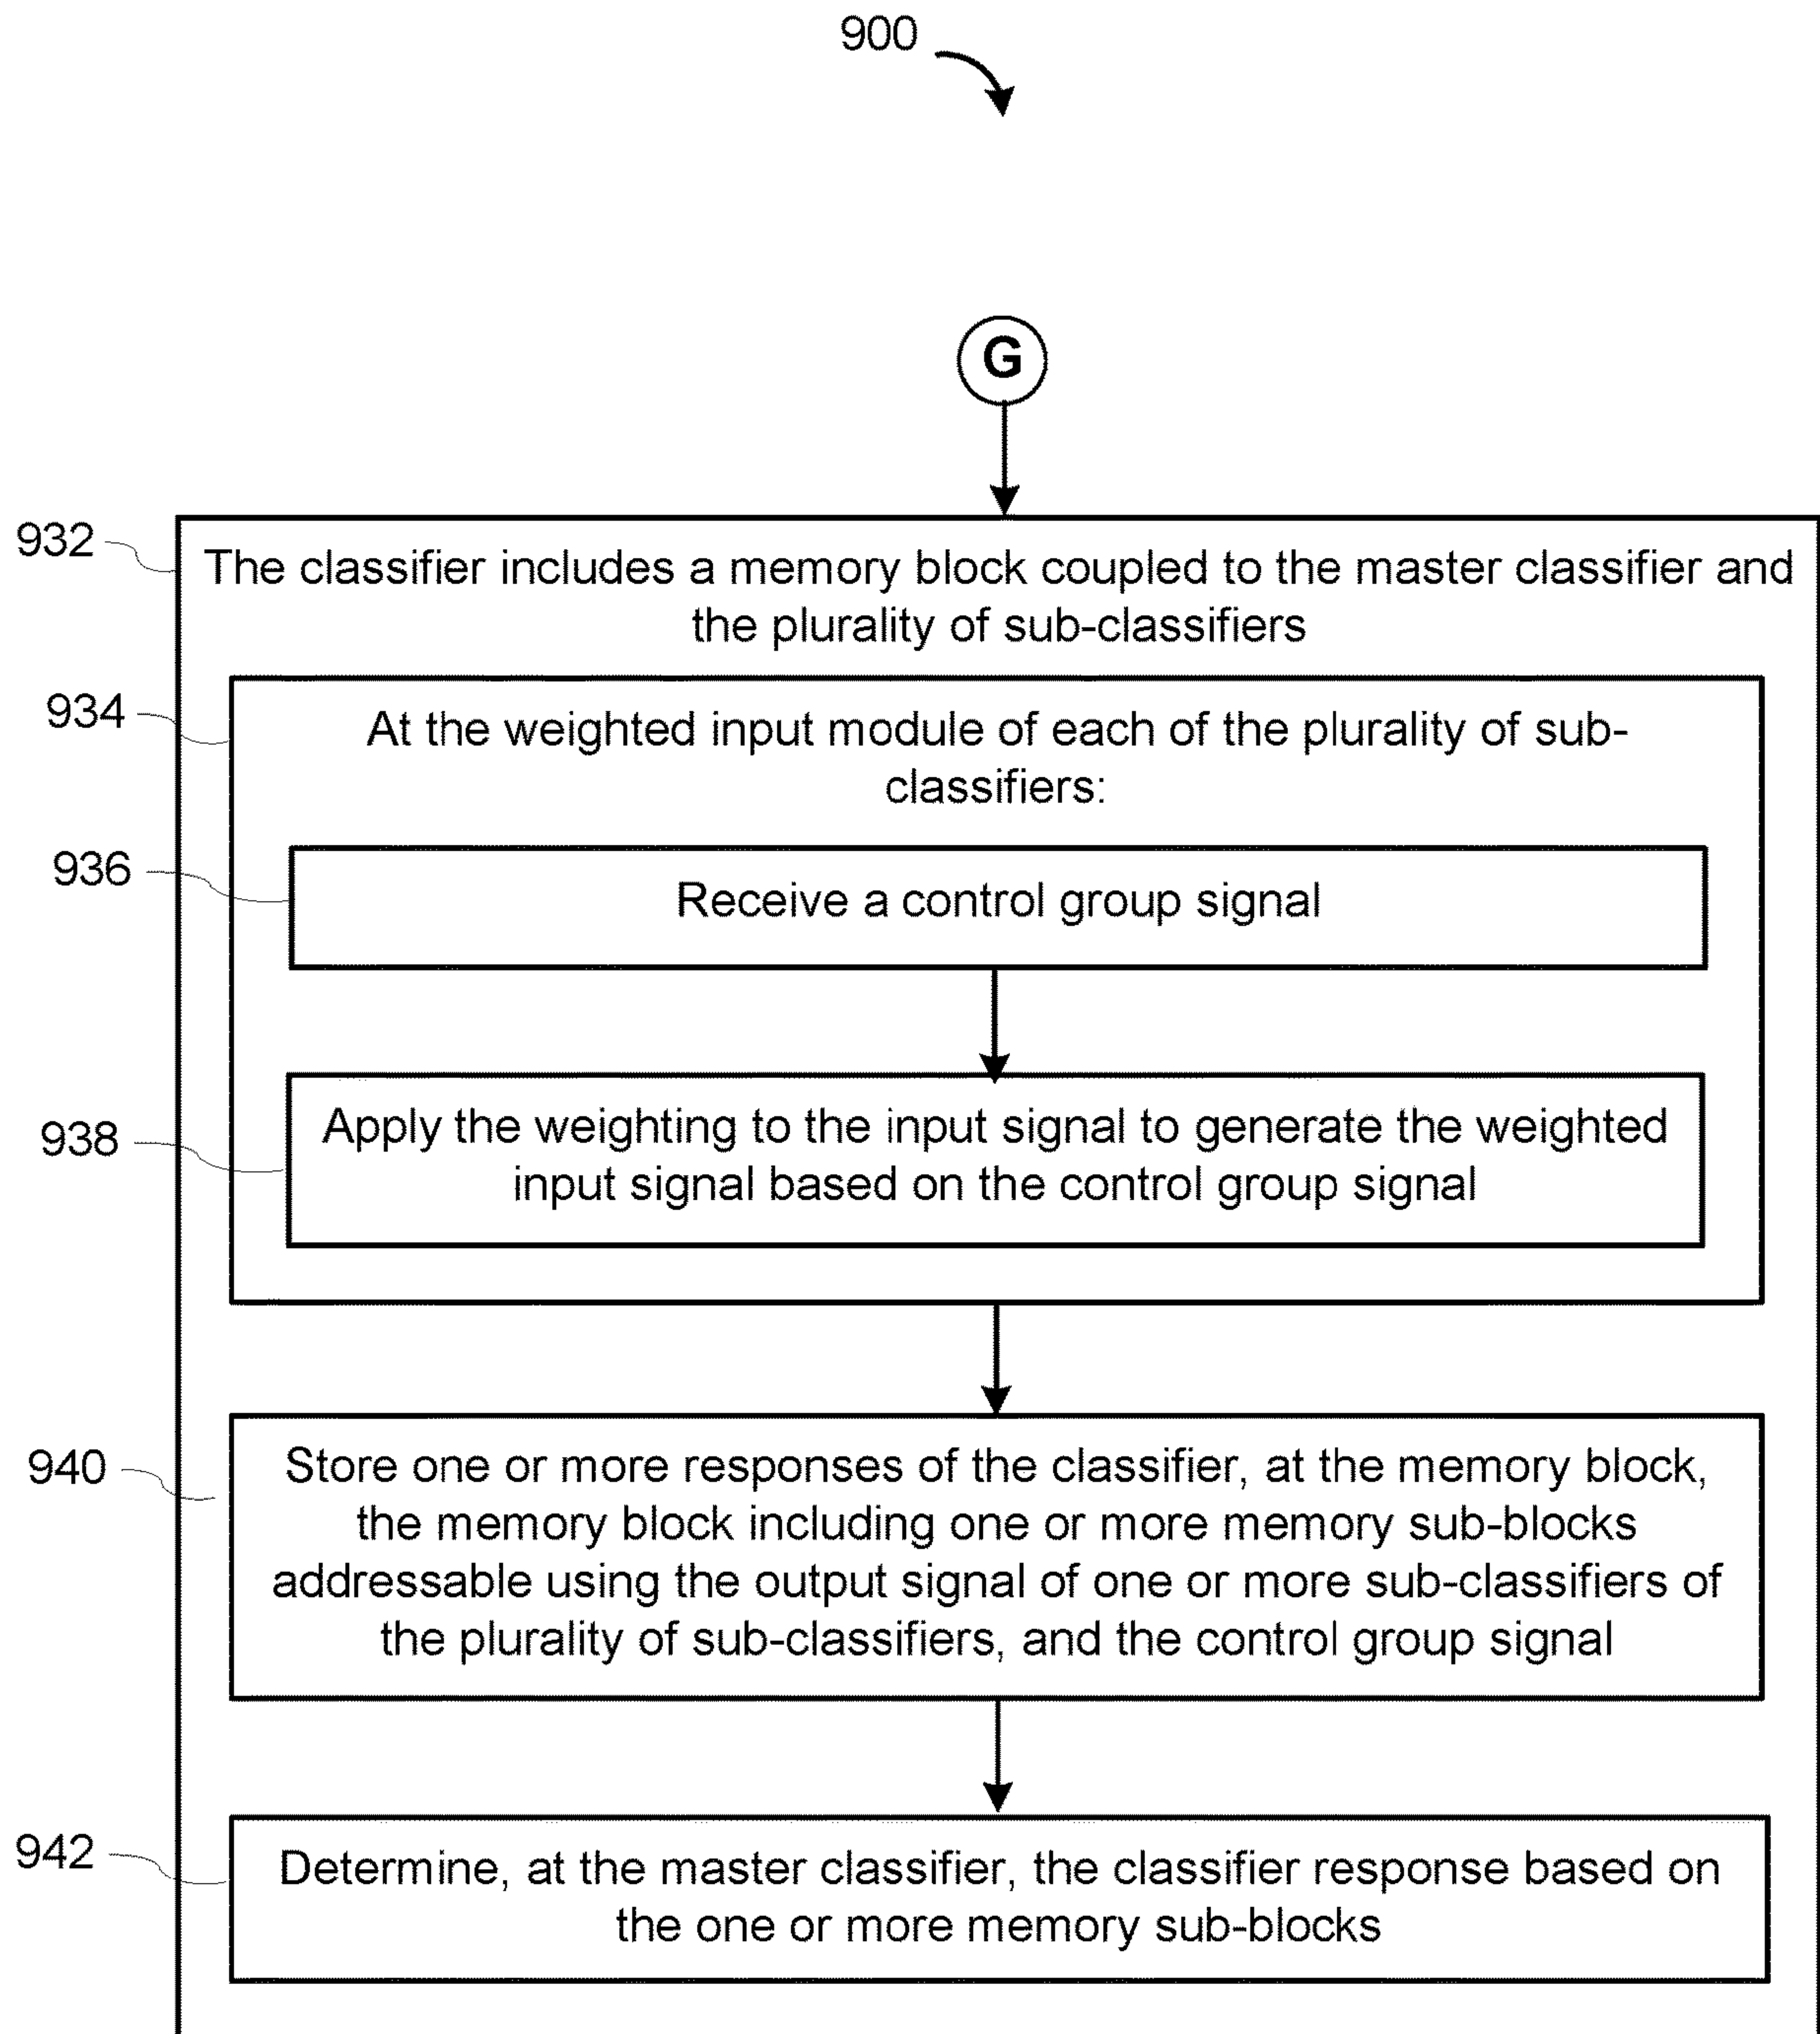 900
G
932
The classifier includes a memory block coupled to the master classifier and
the plurality of sub-classifiers
934
At the weighted input module of each of the plurality of sub-
classifiers:
936
Receive a control group signal
938
Apply the weighting to the input signal to generate the weighted
input signal based on the control group signal
940
Store one or more responses of the classifier, at the memory block,
the memory block including one or more memory sub-blocks
addressable using the output signal of one or more sub-classifiers of
the plurality of sub-classifiers, and the control group signal
942
Determine, at the master classifier, the classifier response based on
the one or more memory sub-blocks